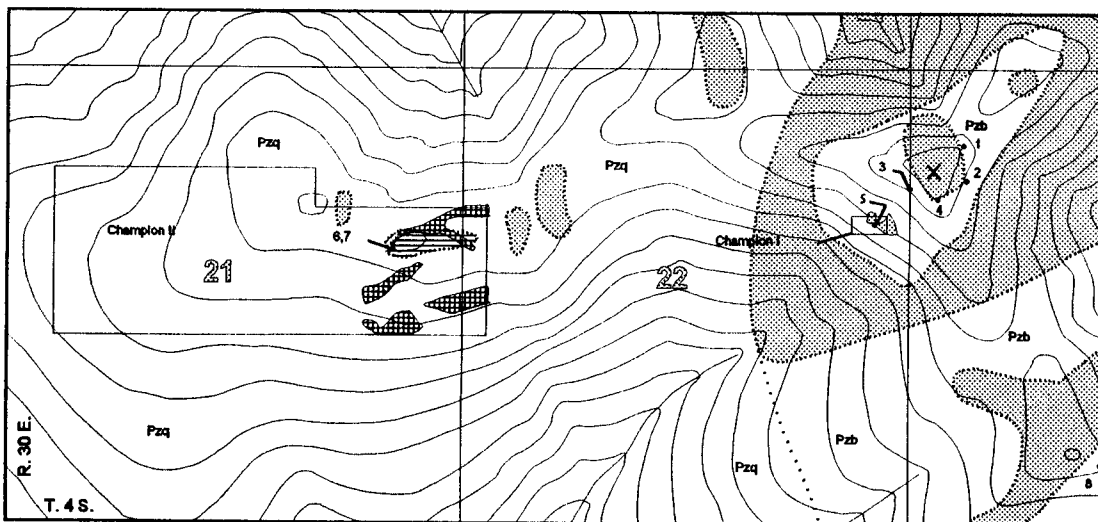 Pzb
1
Pzq
Pzq
3
2
X
4
5
Champion II
6,7
Champion I
21
22
Pzb
Pzq
Pzb
R. 30 E.
Pzq
8
T. 4 S.